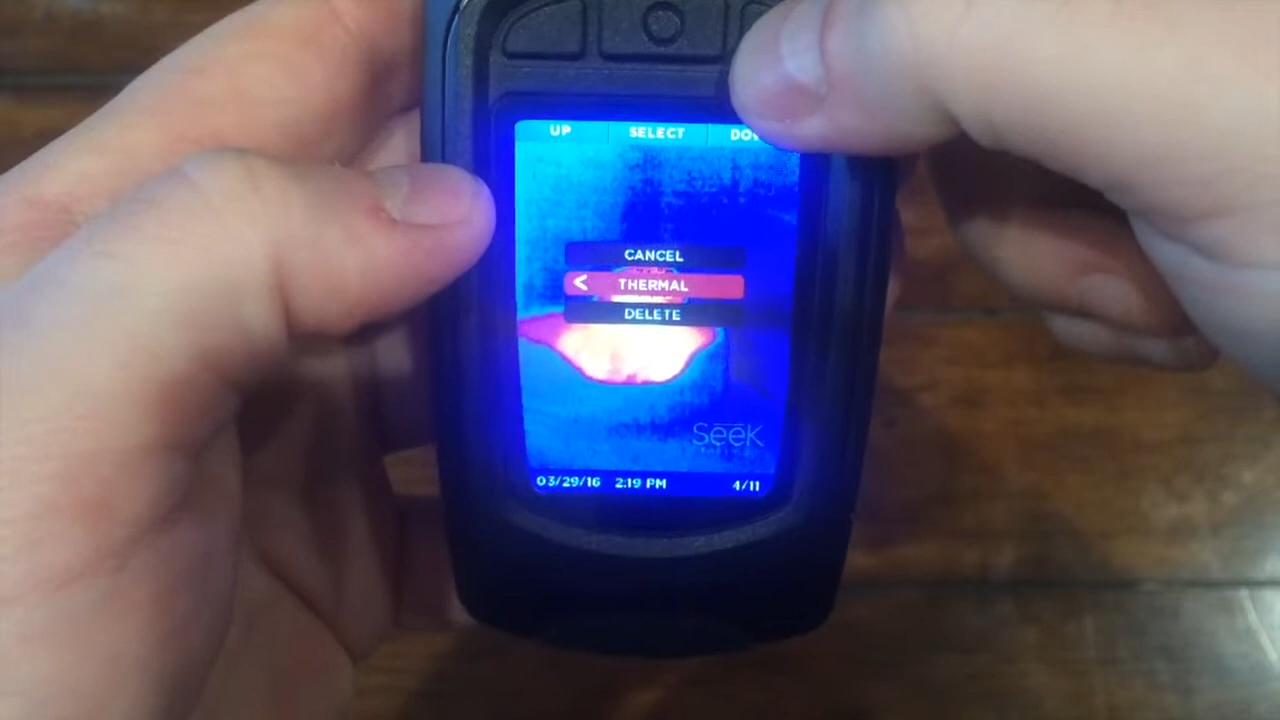 UP SELECT
CANCEL
< THERMAL
DELETE
Seek
03/29/16 2:19 PM 4/11